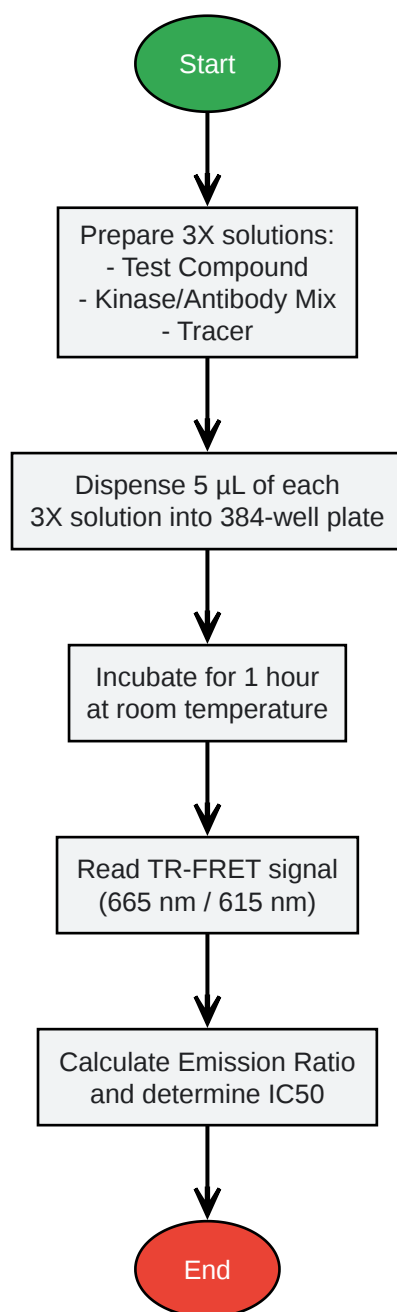 Start
Prepare 3X solutions:
- Test Compound
- Kinase/Antibody Mix
- Tracer
Dispense 5 µL of each
3X solution into 384-well plate
Incubate for 1 hour
at room temperature
Read TR-FRET signal
(665 nm / 615 nm)
Calculate Emission Ratio
and determine IC50
End